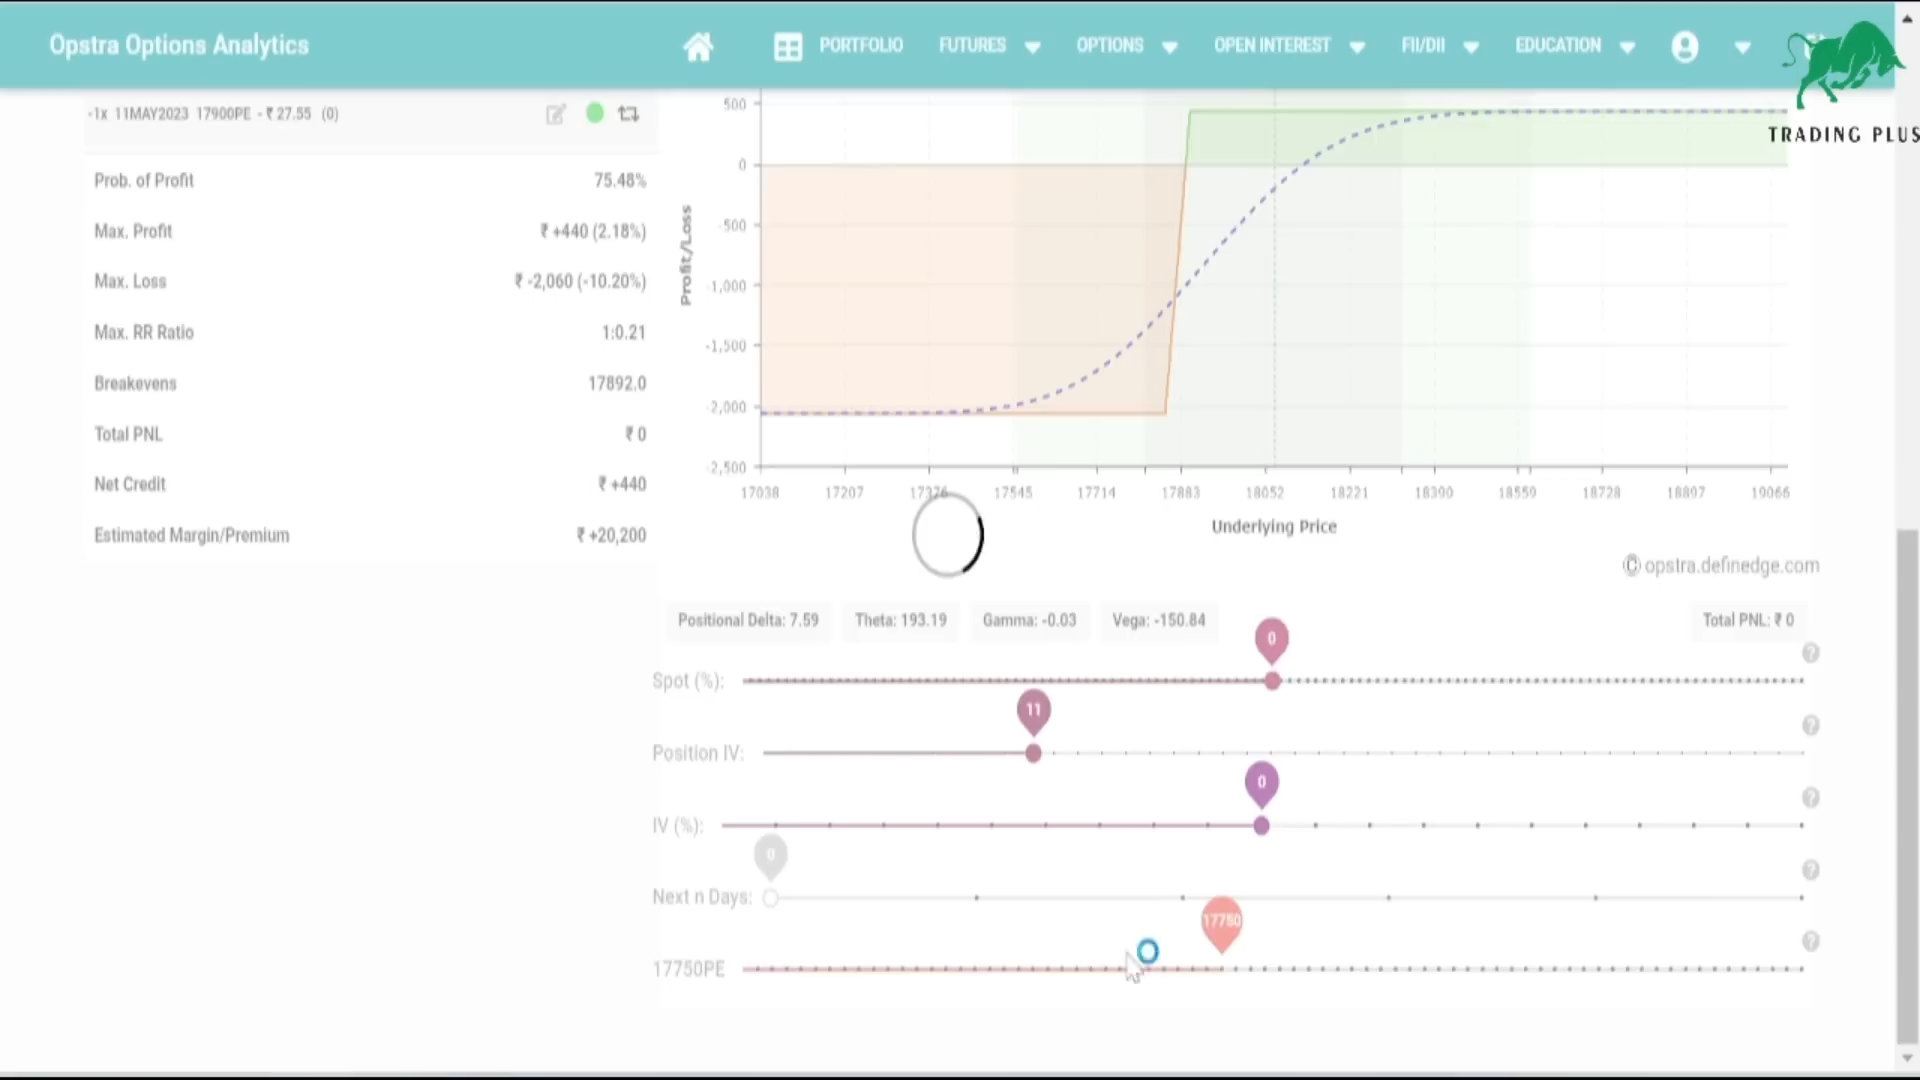 Opstra Options Analytics
PORTFOLIO
FUTURES
OPTIONS
OPEN INTEREST
FII/DII
EDUCATION
TRADING PLUS
-1x 11MAY2023 17900PE - ₹ 27.55 (0)
Prob. of Profit 75.48%
Max. Profit ₹ +440 (2.18%)
Max. Loss ₹ -2,060 (-10.20%)
Max. RR Ratio 1:0.21
Breakevens 17892.0
Total PNL ₹ 0
Net Credit ₹ +440
Estimated Margin/Premium ₹ +20,200
Profit/Loss
500
0
-500
-1,000
-1,500
-2,000
-2,500
17038 17207 17376 17545 17714 17883 18052 18221 18390 18559 18728 18897 19066
Underlying Price
© opstra.definedge.com
Positional Delta: 7.59 Theta: 193.19 Gamma: -0.03 Vega: -150.84 Total PNL: ₹ 0
0
?
Spot (%):
11
?
Position IV:
0
?
IV (%):
0
?
Next n Days:
17750
?
17750PE